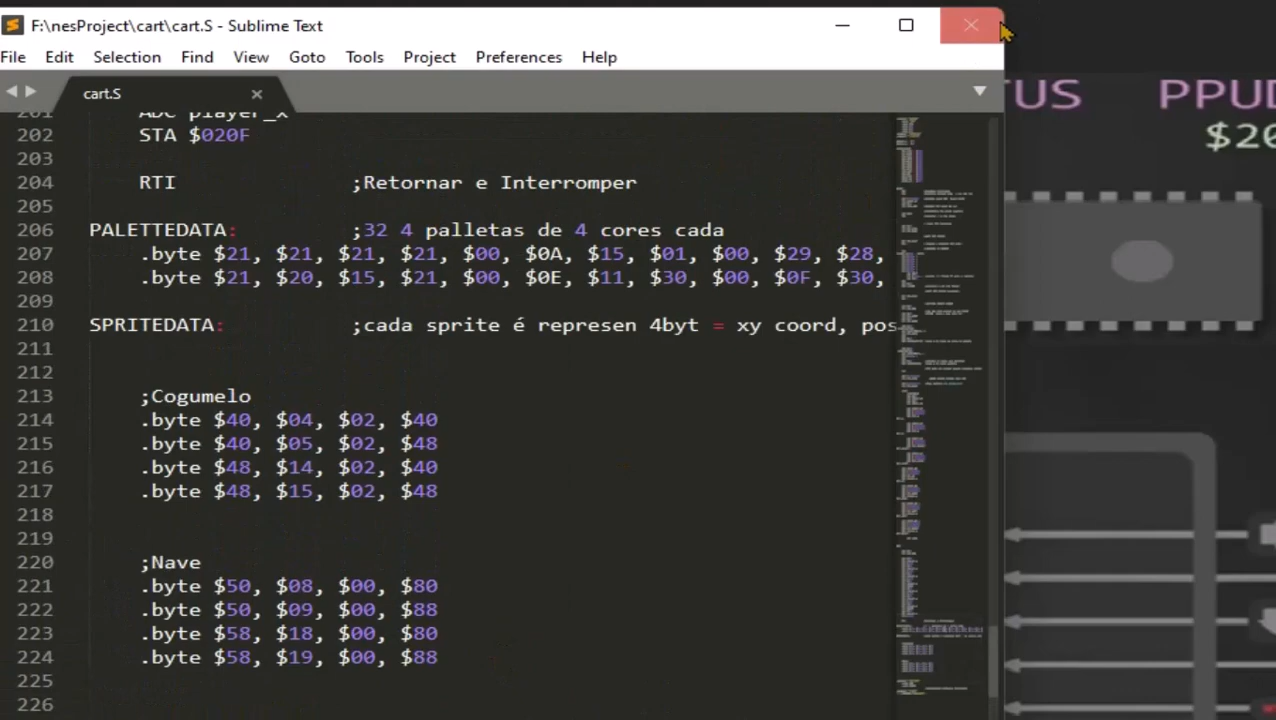 F:\nesProject\cart\cart.S - Sublime Text
File Edit Selection Find View Goto Tools Project Preferences Help
cart.S
201 ADC player_x
202 STA $020F
203
204 RTI ;Retornar e Interromper
205
206 PALETTEDATA: ;32 4 palletas de 4 cores cada
207 .byte $21, $21, $21, $21, $00, $0A, $15, $01, $00, $29, $28,
208 .byte $21, $20, $15, $21, $00, $0E, $11, $30, $00, $0F, $30,
209
210 SPRITEDATA: ;cada sprite é represen 4byt = xy coord, pos
211
212
213 ;Cogumelo
214 .byte $40, $04, $02, $40
215 .byte $40, $05, $02, $48
216 .byte $48, $14, $02, $40
217 .byte $48, $15, $02, $48
218
219
220 ;Nave
221 .byte $50, $08, $00, $80
222 .byte $50, $09, $00, $88
223 .byte $58, $18, $00, $80
224 .byte $58, $19, $00, $88
225
226
TUS PPUD
$20